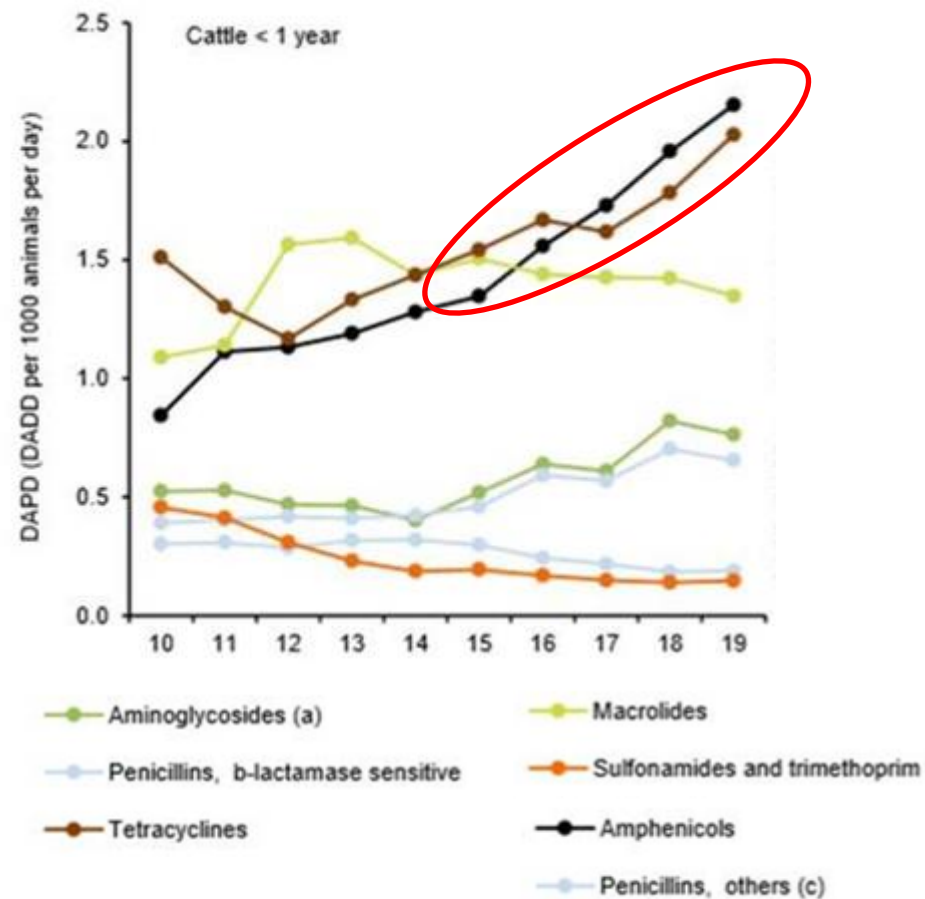 Cattle < 1 year
DAPD (DADD per 1000 animals per day)
2.5
2.0
1.5
1.0
0.5
0.0
10 11 12 13 14 15 16 17 18 19
Aminoglycosides (a)
Macrolides
Penicillins, b-lactamase sensitive
Sulfonamides and trimethoprim
Tetracyclines
Amphenicols
Penicillins, others (c)